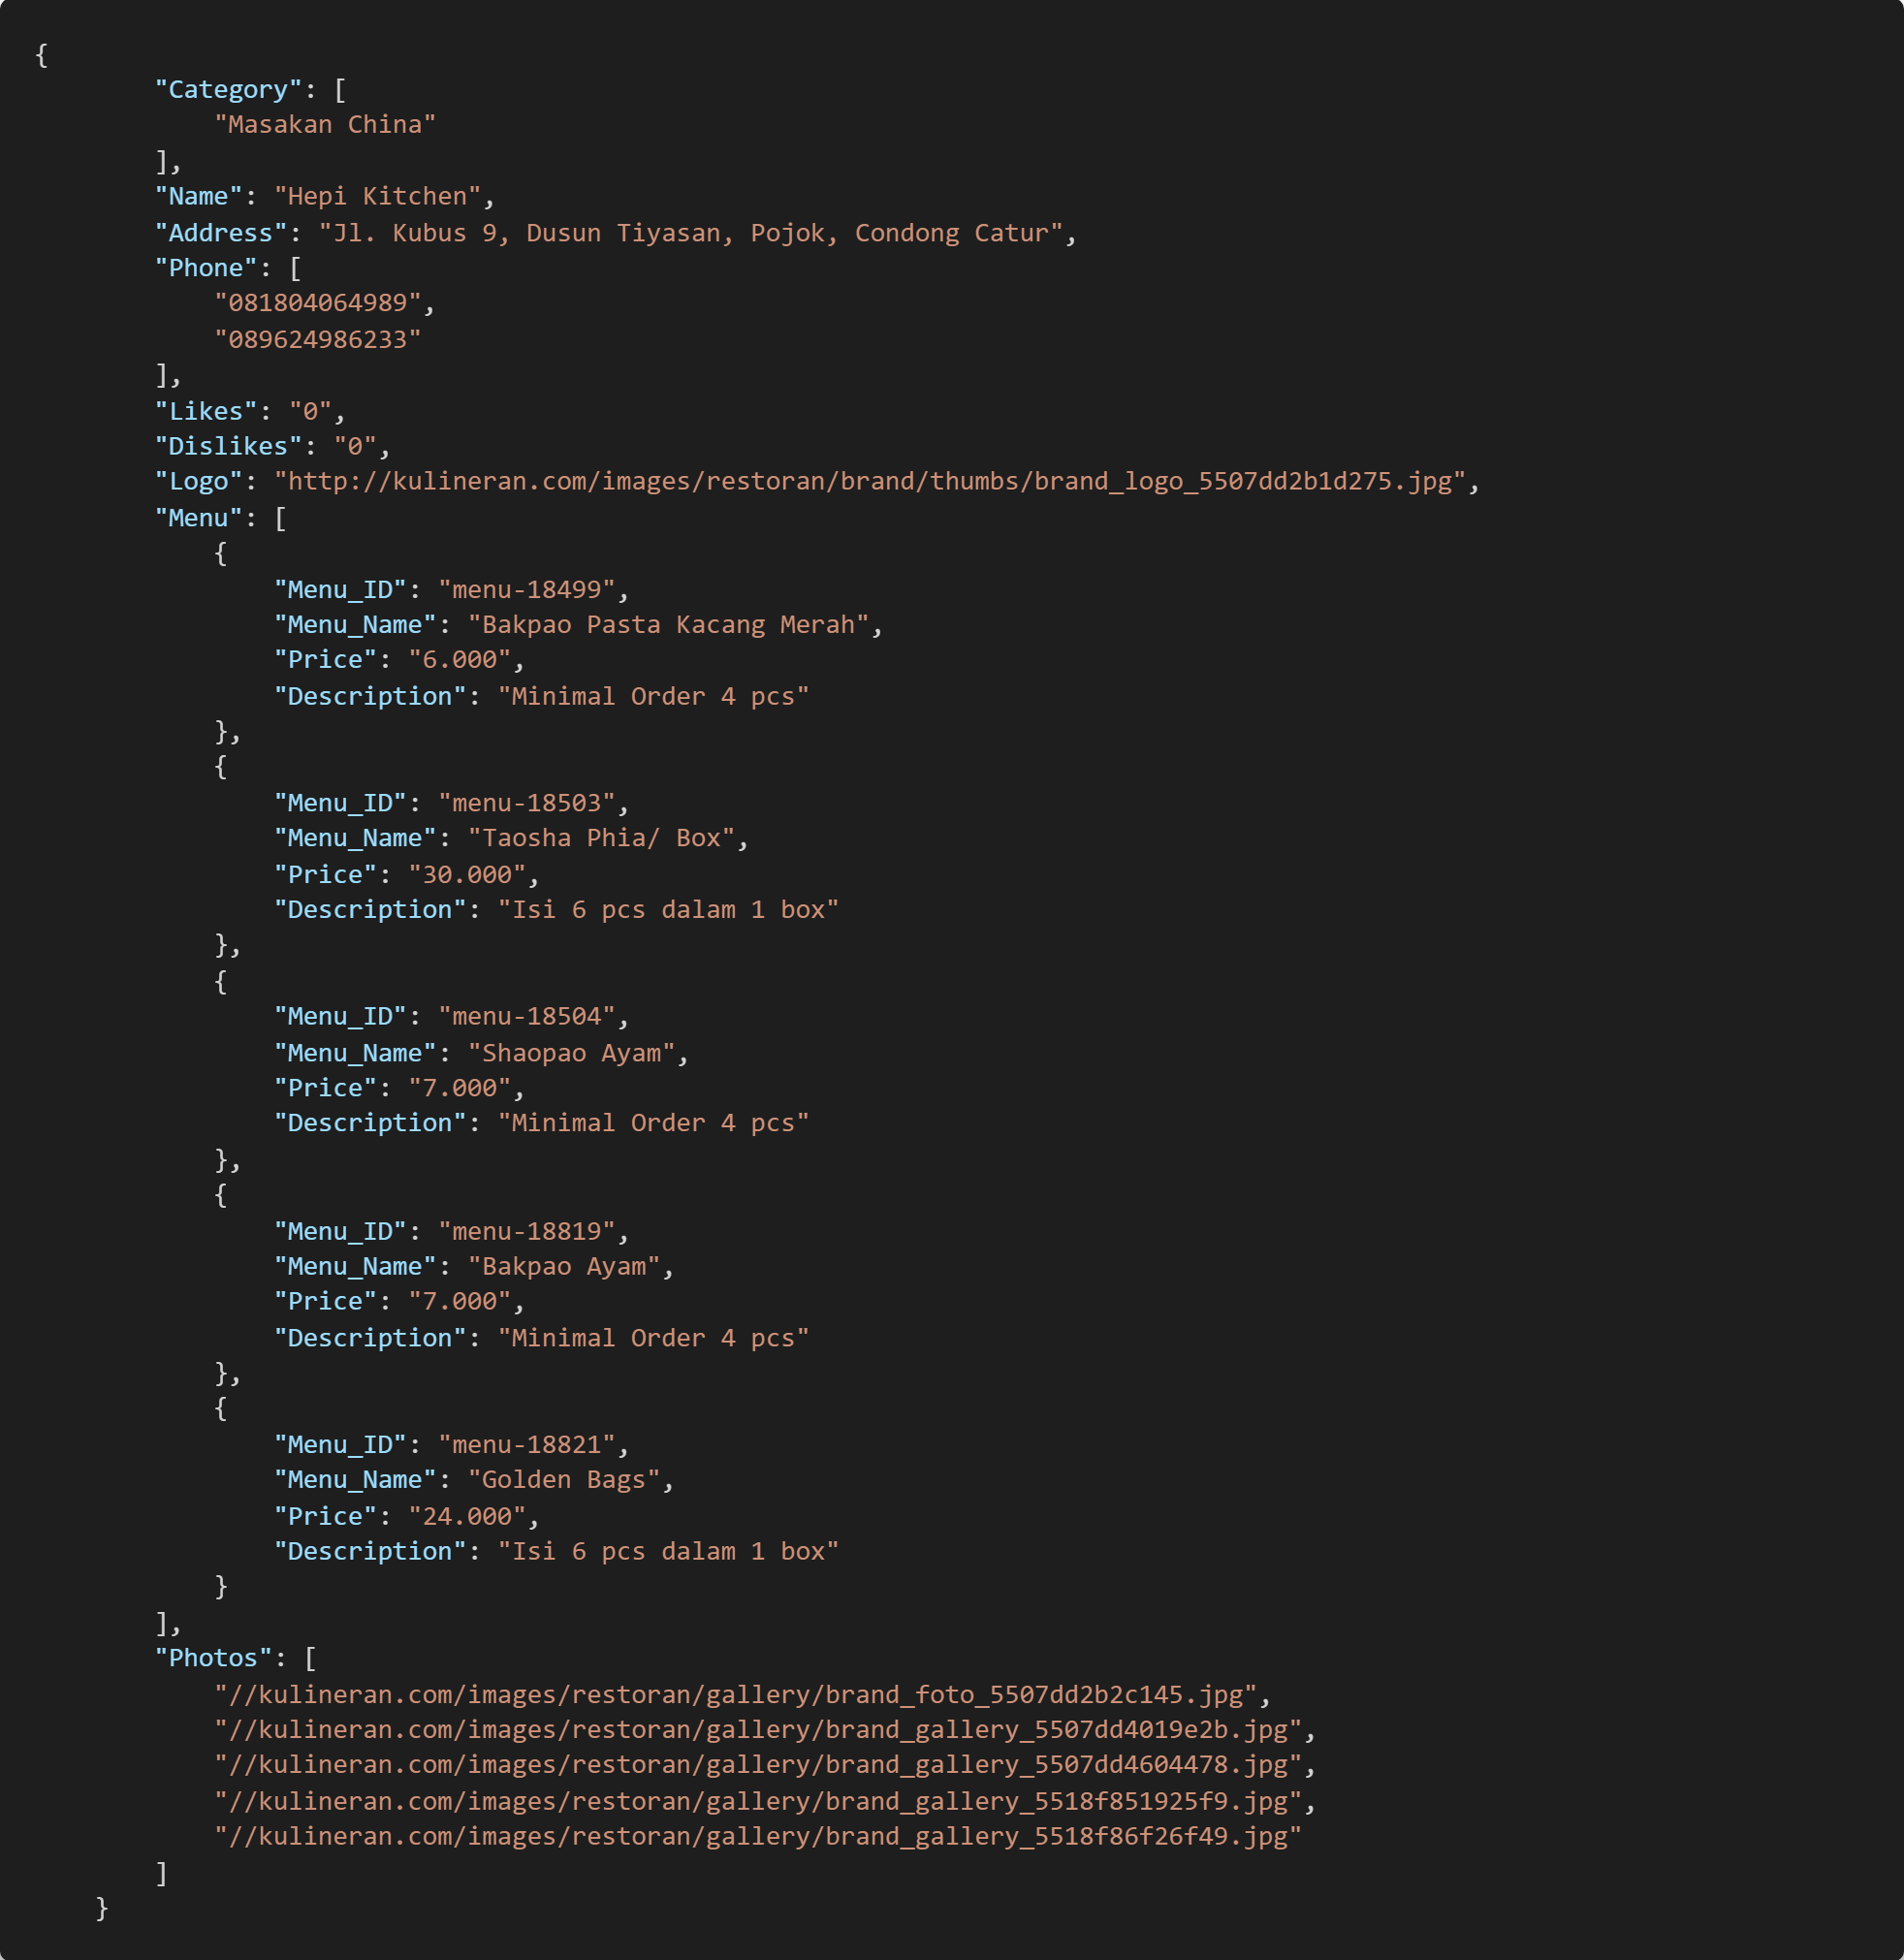 {
"Category": [
"Masakan China"
],
"Name": "Hepi Kitchen",
"Address": "Jl. Kubus 9, Dusun Tiyasan, Pojok, Condong Catur",
"Phone": [
"081804064989",
"089624986233"
],
"Likes": "0",
"Dislikes": "0",
"Logo": "http://kulineran.com/images/restoran/brand/thumbs/brand_logo_5507dd2b1d275.jpg",
"Menu": [
{
"Menu_ID": "menu-18499",
"Menu_Name": "Bakpao Pasta Kacang Merah",
"Price": "6.000",
"Description": "Minimal Order 4 pcs"
},
{
"Menu_ID": "menu-18503",
"Menu_Name": "Taosha Phia/ Box",
"Price": "30.000",
"Description": "Isi 6 pcs dalam 1 box"
},
{
"Menu_ID": "menu-18504",
"Menu_Name": "Shaopao Ayam",
"Price": "7.000",
"Description": "Minimal Order 4 pcs"
},
{
"Menu_ID": "menu-18819",
"Menu_Name": "Bakpao Ayam",
"Price": "7.000",
"Description": "Minimal Order 4 pcs"
},
{
"Menu_ID": "menu-18821",
"Menu_Name": "Golden Bags",
"Price": "24.000",
"Description": "Isi 6 pcs dalam 1 box"
}
],
"Photos": [
"//kulineran.com/images/restoran/gallery/brand_foto_5507dd2b2c145.jpg",
"//kulineran.com/images/restoran/gallery/brand_gallery_5507dd4019e2b.jpg",
"//kulineran.com/images/restoran/gallery/brand_gallery_5507dd4604478.jpg",
"//kulineran.com/images/restoran/gallery/brand_gallery_5518f851925f9.jpg",
"//kulineran.com/images/restoran/gallery/brand_gallery_5518f86f26f49.jpg"
]
}